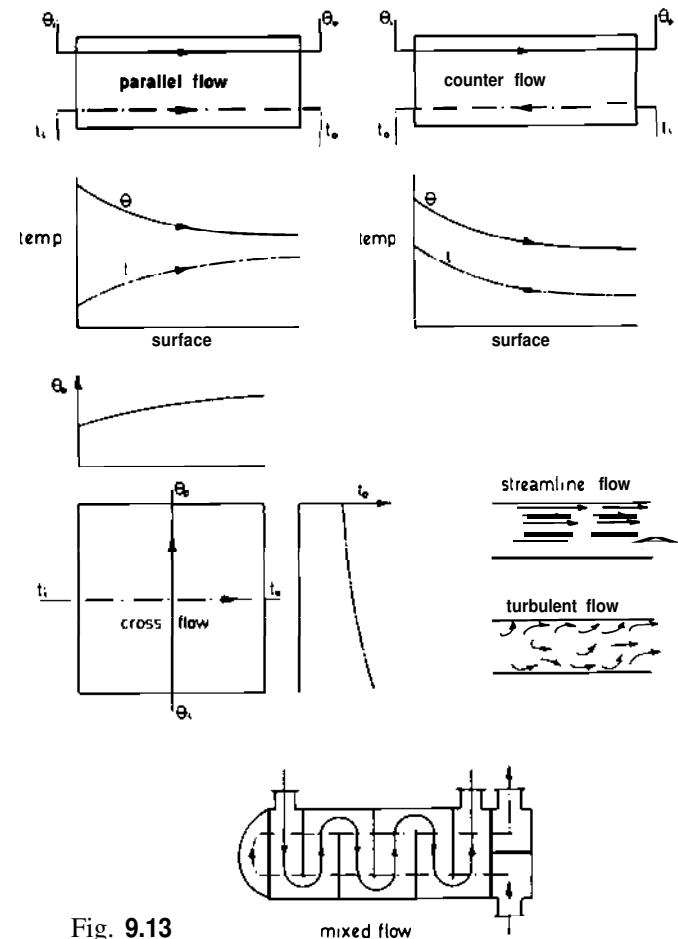 θᵢ θₒ θᵢ θₒ
parallel flow counter flow
tᵢ tₒ tₒ tᵢ
θ θ
temp t temp t
surface surface
θₒ
θₒ tₒ streamline flow
tᵢ tₒ turbulent flow
cross flow
θᵢ
Fig. 9.13 mixed flow